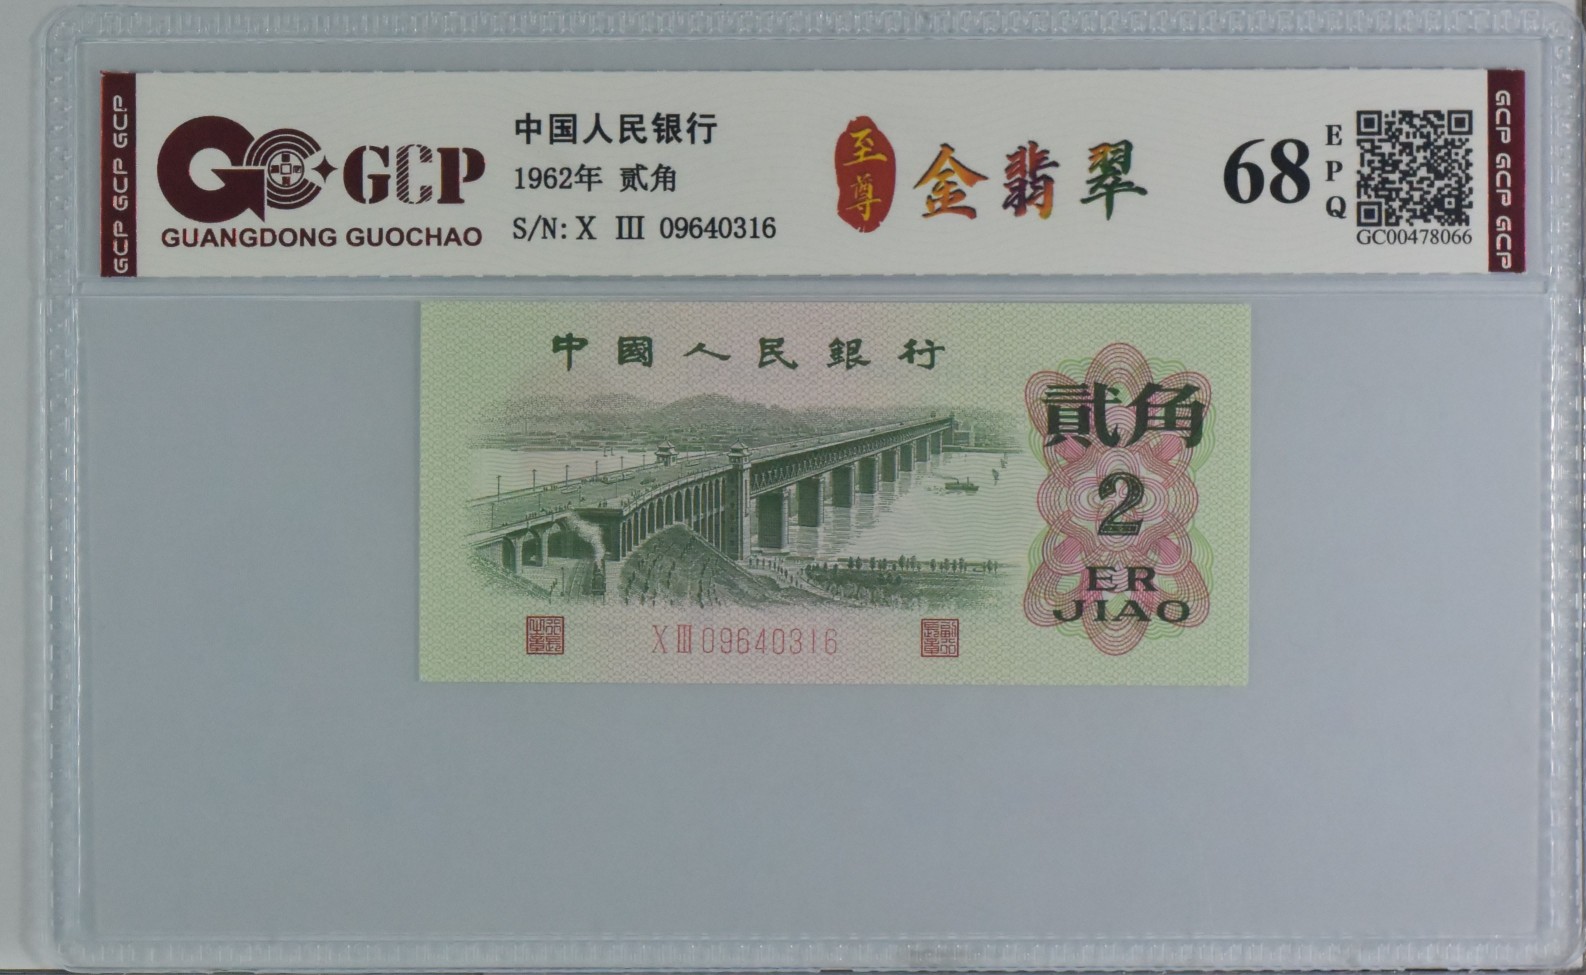 GCP GCP GCP
GCP
GUANGDONG GUOCHAO
中国人民银行
1962年 贰角
S/N: X III 09640316
至尊
金翡翠
68
EPQ
GC00478066
GCP GCP GCP
中國人民銀行
貳角
2
ER
JIAO
X III 09640316